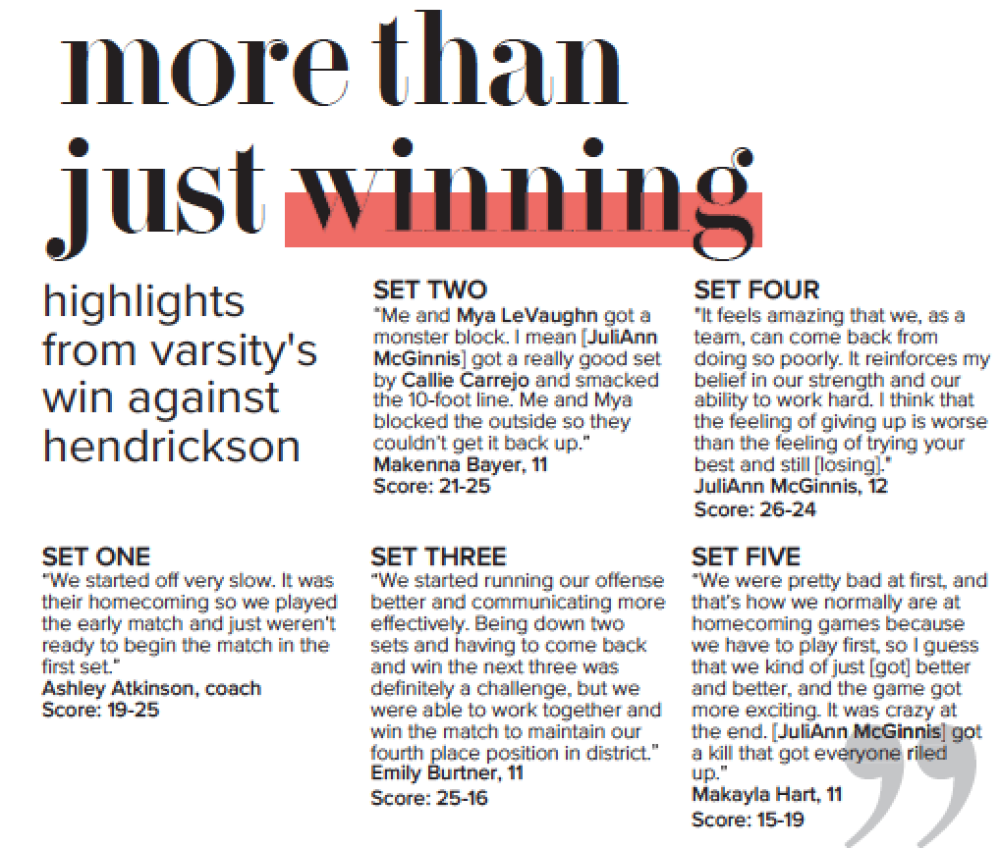 more than
just winning
highlights
from varsity's
win against
hendrickson
SET ONE
“We started off very slow. It was
their homecoming so we played
the early match and just weren't
ready to begin the match in the
first set.”
Ashley Atkinson, coach
Score: 19-25
SET TWO
“Me and Mya LeVaughn got a
monster block. I mean [JuliAnn
McGinnis] got a really good set
by Callie Carrejo and smacked
the 10-foot line. Me and Mya
blocked the outside so they
couldn't get it back up.”
Makenna Bayer, 11
Score: 21-25
SET THREE
“We started running our offense
better and communicating more
effectively. Being down two
sets and having to come back
and win the next three was
definitely a challenge, but we
were able to work together and
win the match to maintain our
fourth place position in district.”
Emily Burtner, 11
Score: 25-16
SET FOUR
"It feels amazing that we, as a
team, can come back from
doing so poorly. It reinforces my
belief in our strength and our
ability to work hard. I think that
the feeling of giving up is worse
than the feeling of trying your
best and still [losing]."
JuliAnn McGinnis, 12
Score: 26-24
SET FIVE
“We were pretty bad at first, and
that's how we normally are at
homecoming games because
we have to play first, so I guess
that we kind of just [got] better
and better, and the game got
more exciting. It was crazy at
the end. [JuliAnn McGinnis] got
a kill that got everyone riled
up.”
Makayla Hart, 11
Score: 15-19
”